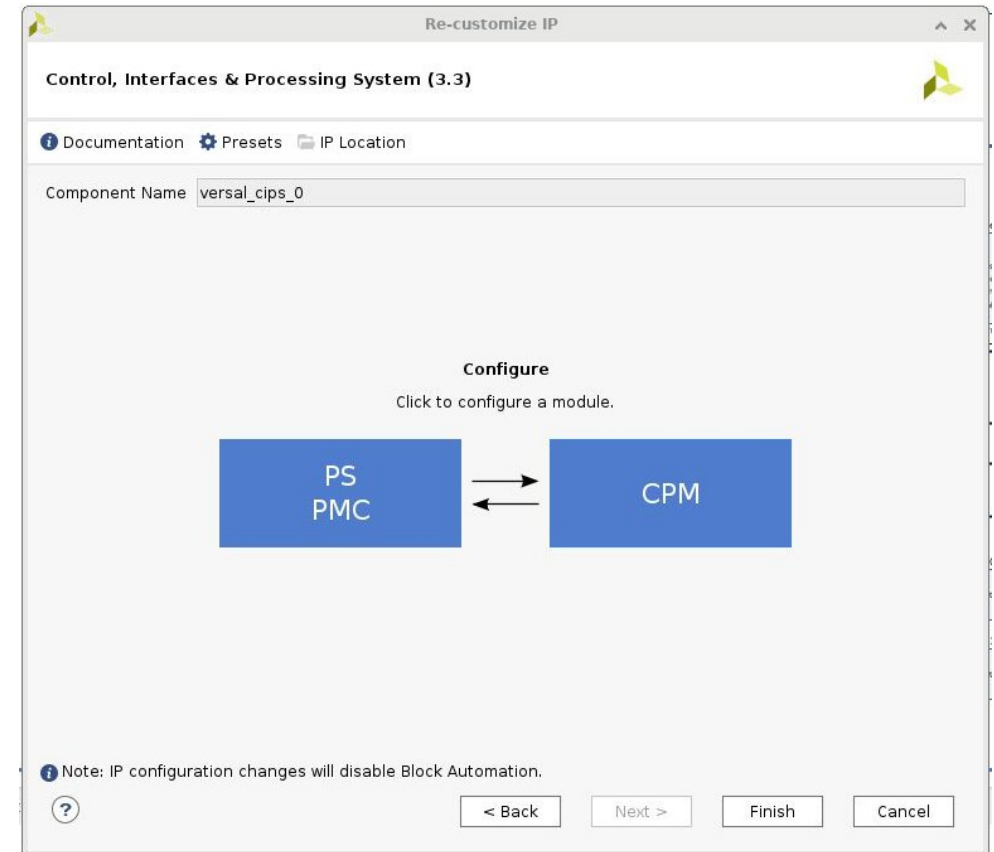 Re-customize IP
Control, Interfaces & Processing System (3.3)
Documentation Presets IP Location
Component Name versal_cips_0
Configure
Click to configure a module.
PS
PMC
CPM
Note: IP configuration changes will disable Block Automation.
? < Back Next > Finish Cancel